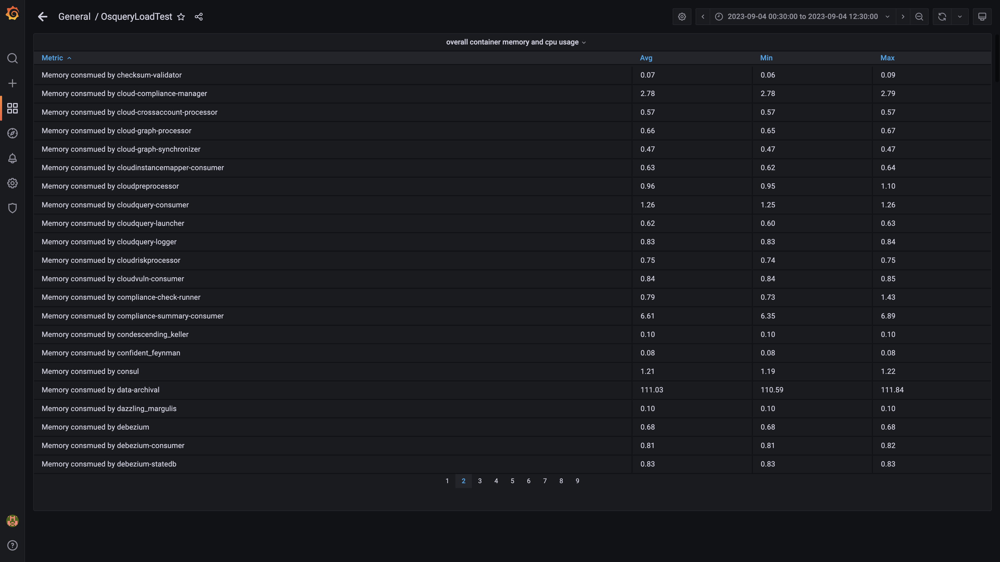 General / OsqueryLoadTest
2023-09-04 00:30:00 to 2023-09-04 12:30:00
overall container memory and cpu usage
Metric Avg Min Max
Memory consmued by checksum-validator 0.07 0.06 0.09
Memory consmued by cloud-compliance-manager 2.78 2.78 2.79
Memory consmued by cloud-crossaccount-processor 0.57 0.57 0.57
Memory consmued by cloud-graph-processor 0.66 0.65 0.67
Memory consmued by cloud-graph-synchronizer 0.47 0.47 0.47
Memory consmued by cloudinstancemapper-consumer 0.63 0.62 0.64
Memory consmued by cloudpreprocessor 0.96 0.95 1.10
Memory consmued by cloudquery-consumer 1.26 1.25 1.26
Memory consmued by cloudquery-launcher 0.62 0.60 0.63
Memory consmued by cloudquery-logger 0.83 0.83 0.84
Memory consmued by cloudriskprocessor 0.75 0.74 0.75
Memory consmued by cloudvuln-consumer 0.84 0.84 0.85
Memory consmued by compliance-check-runner 0.79 0.73 1.43
Memory consmued by compliance-summary-consumer 6.61 6.35 6.89
Memory consmued by condescending_keller 0.10 0.10 0.10
Memory consmued by confident_feynman 0.08 0.08 0.08
Memory consmued by consul 1.21 1.19 1.22
Memory consmued by data-archival 111.03 110.59 111.84
Memory consmued by dazzling_margulis 0.10 0.10 0.10
Memory consmued by debezium 0.68 0.68 0.68
Memory consmued by debezium-consumer 0.81 0.81 0.82
Memory consmued by debezium-statedb 0.83 0.83 0.83
1 2 3 4 5 6 7 8 9